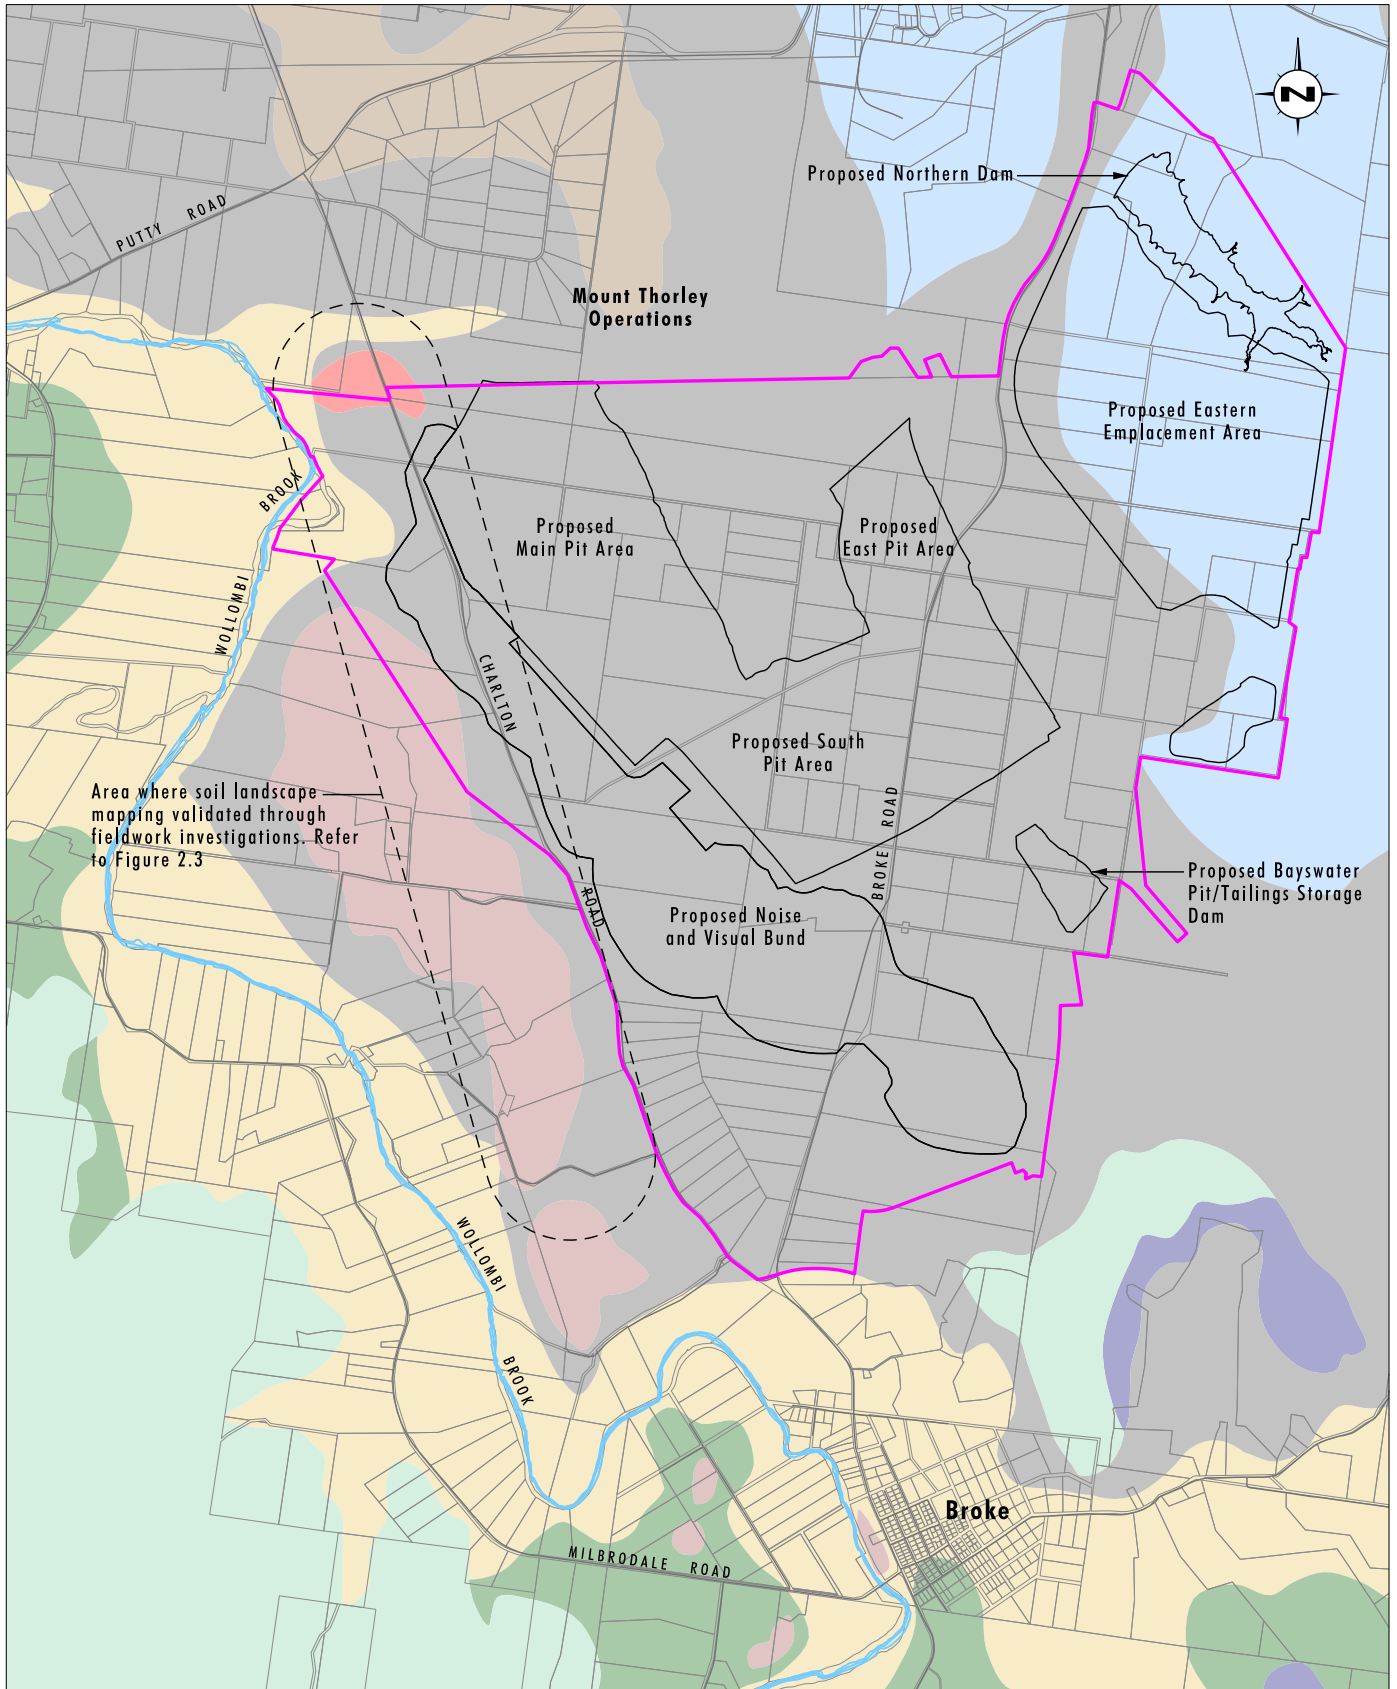 N
Proposed Northern Dam
PUTTY ROAD
Mount Thorley
Operations
Proposed Eastern
Emplacement Area
BROOK
WOLLOMBI
Proposed
Main Pit Area
Proposed
East Pit Area
CHARLTON
ROAD
Proposed South
Pit Area
BROKE ROAD
Area where soil landscape
mapping validated through
fieldwork investigations. Refer
to Figure 2.3
Proposed Bayswater
Pit/Tailings Storage
Dam
Proposed Noise
and Visual Bund
WOLLOMBI
BROOK
Broke
MILBRODALE ROAD